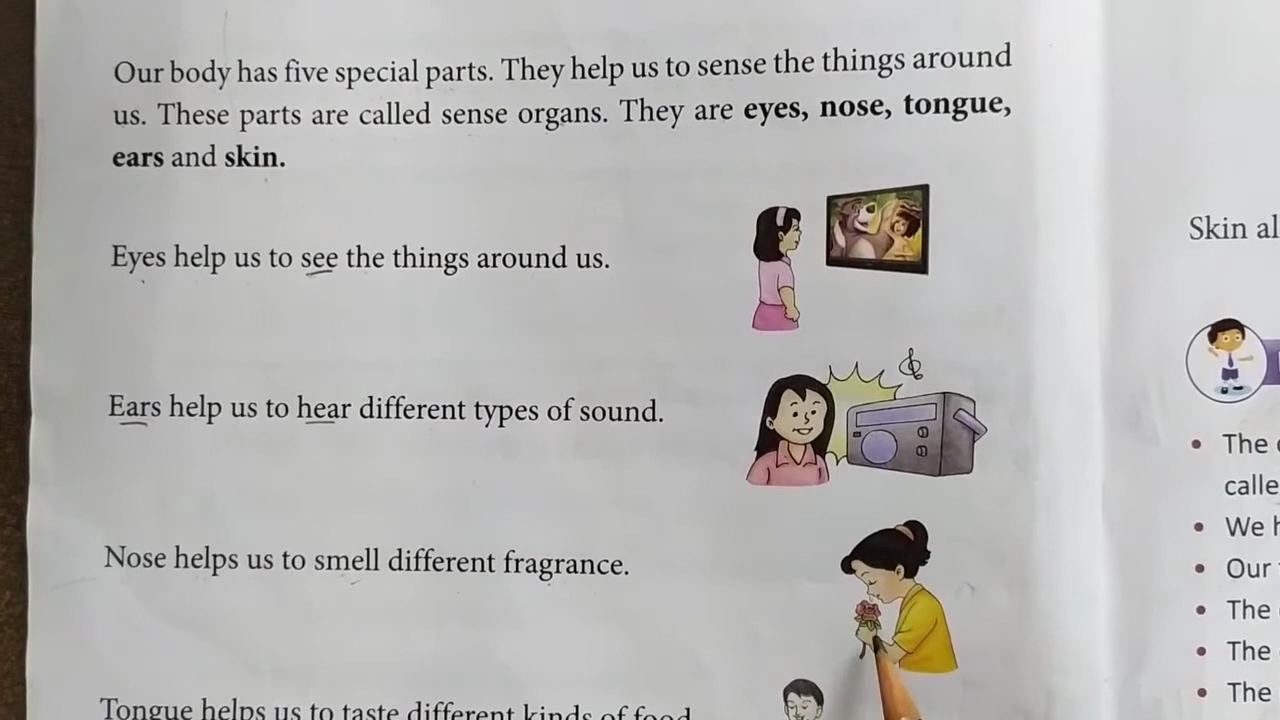 Our body has five special parts. They help us to sense the things around
us. These parts are called sense organs. They are eyes, nose, tongue,
ears and skin.
Eyes help us to see the things around us.
Ears help us to hear different types of sound.
Nose helps us to smell different fragrance.
Tongue helps us to taste different kinds of food
Skin al
The
calle
We h
Our
The
The
The